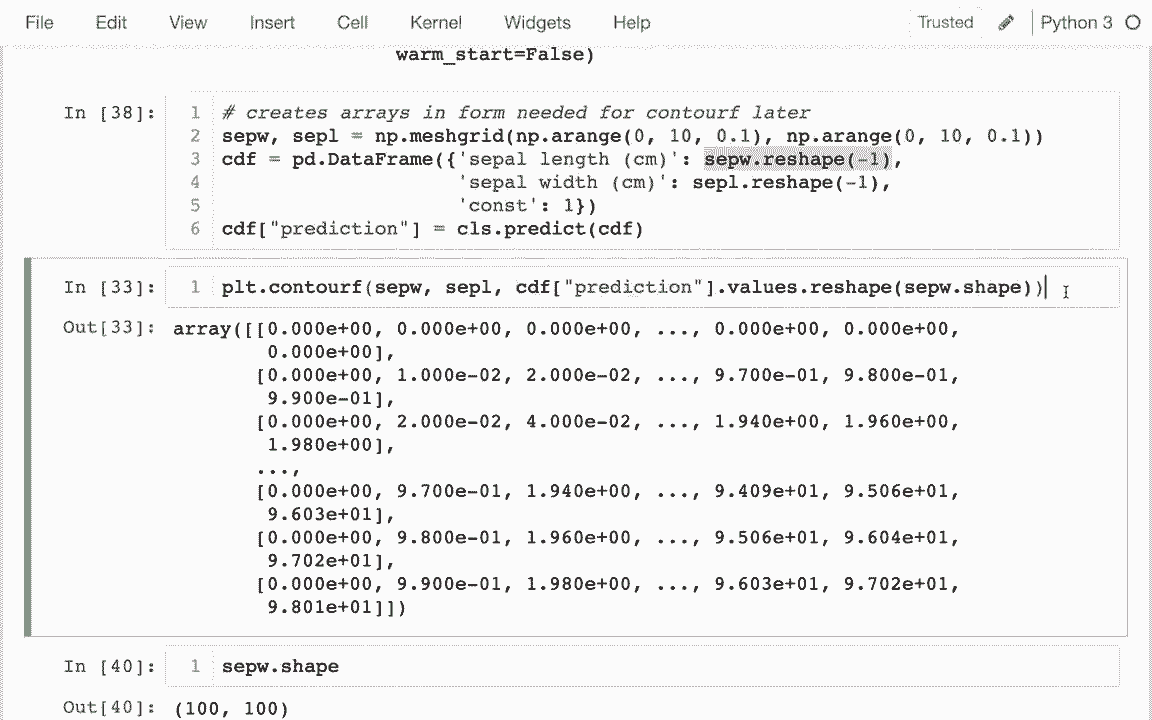 File Edit View Insert Cell Kernel Widgets Help Trusted Python 3
warm_start=False)
In [38]: 1 # creates arrays in form needed for contourf later
2 sepw, sepl = np.meshgrid(np.arange(0, 10, 0.1), np.arange(0, 10, 0.1))
3 cdf = pd.DataFrame({'sepal length (cm)': sepw.reshape(-1),
4 'sepal width (cm)': sepl.reshape(-1),
5 'const': 1})
6 cdf["prediction"] = cls.predict(cdf)
In [33]: 1 plt.contourf(sepw, sepl, cdf["prediction"].values.reshape(sepw.shape))
Out[33]: array([[0.000e+00, 0.000e+00, 0.000e+00, ..., 0.000e+00, 0.000e+00,
0.000e+00],
[0.000e+00, 1.000e-02, 2.000e-02, ..., 9.700e-01, 9.800e-01,
9.900e-01],
[0.000e+00, 2.000e-02, 4.000e-02, ..., 1.940e+00, 1.960e+00,
1.980e+00],
...,
[0.000e+00, 9.700e-01, 1.940e+00, ..., 9.409e+01, 9.506e+01,
9.603e+01],
[0.000e+00, 9.800e-01, 1.960e+00, ..., 9.506e+01, 9.604e+01,
9.702e+01],
[0.000e+00, 9.900e-01, 1.980e+00, ..., 9.603e+01, 9.702e+01,
9.801e+01]])
In [40]: 1 sepw.shape
Out[40]: (100, 100)